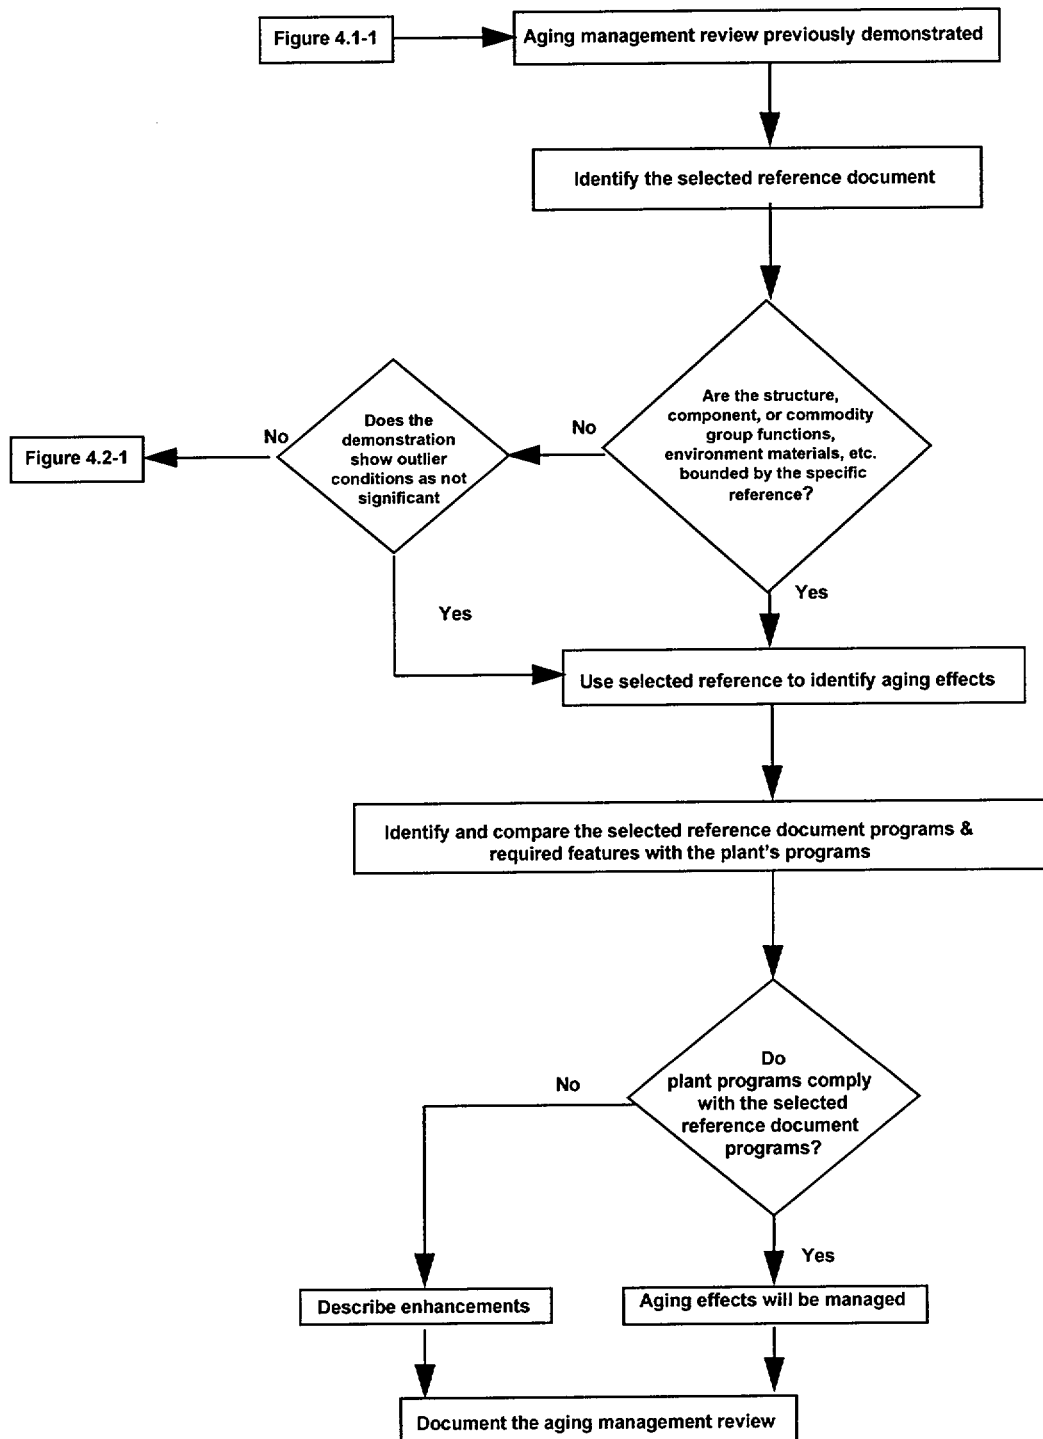 Figure 4.1-1
Aging management review previously demonstrated
Identify the selected reference document
Are the structure,
component, or commodity
group functions,
environment materials, etc.
bounded by the specific
reference?
No
Does the
demonstration
show outlier
conditions as not
significant
No
Figure 4.2-1
Yes
Yes
Use selected reference to identify aging effects
Identify and compare the selected reference document programs &
required features with the plant's programs
Do
plant programs comply
with the selected
reference document
programs?
No
Yes
Describe enhancements
Aging effects will be managed
Document the aging management review